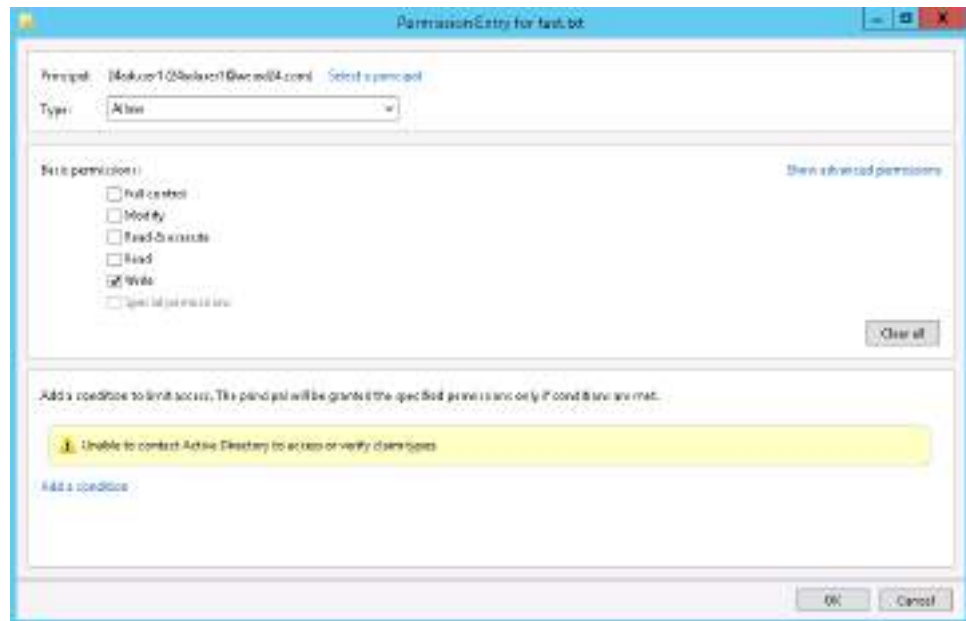 Permission Entry for test.txt
Principal: Select a principal
Type: Allow
Basic permissions: Show advanced permissions
Full control
Modify
Read & execute
Read
Write
Special permissions
Clear all
Add a condition to limit access. The principal will be granted the specified permissions only if conditions are met.
Unable to contact Active Directory to access or verify claim types
Add a condition
OK Cancel